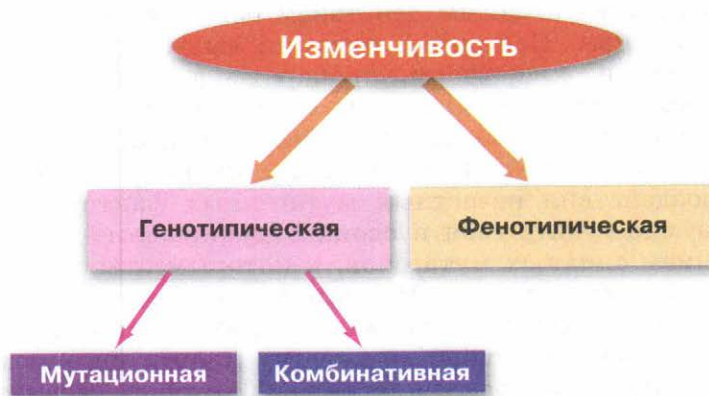 Изменчивость
Генотипическая
Фенотипическая
Мутационная
Комбинативная